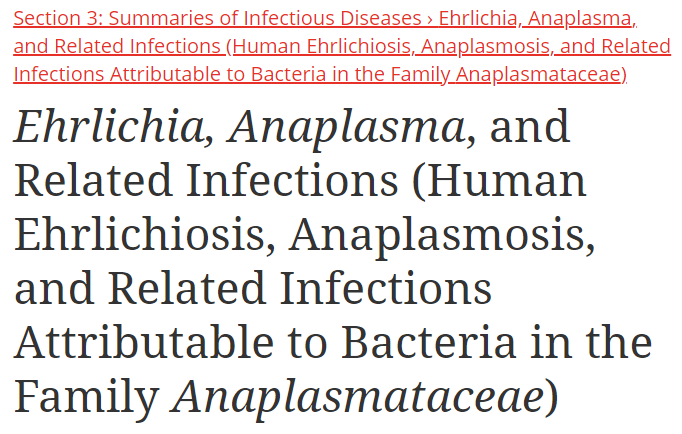 Section 3: Summaries of Infectious Diseases › Ehrlichia, Anaplasma,
and Related Infections (Human Ehrlichiosis, Anaplasmosis, and Related
Infections Attributable to Bacteria in the Family Anaplasmataceae)
Ehrlichia, Anaplasma, and
Related Infections (Human
Ehrlichiosis, Anaplasmosis,
and Related Infections
Attributable to Bacteria in the
Family Anaplasmataceae)